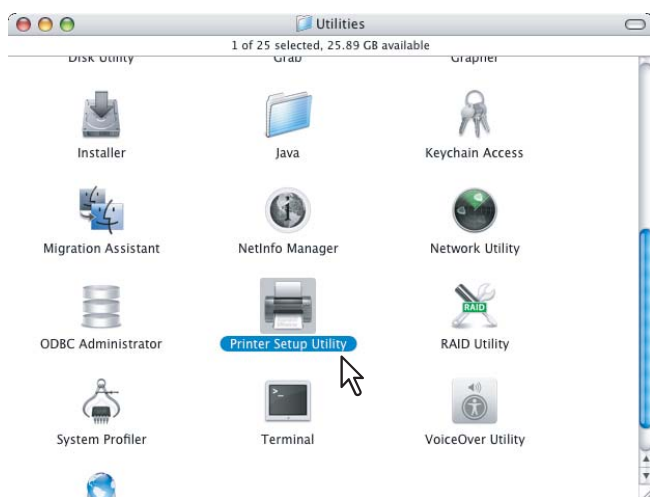 Utilities
1 of 25 selected, 25.89 GB available
Disk Utility Grab Grapher
Installer Java Keychain Access
Migration Assistant NetInfo Manager Network Utility
RAID
ODBC Administrator Printer Setup Utility RAID Utility
>_
System Profiler Terminal VoiceOver Utility